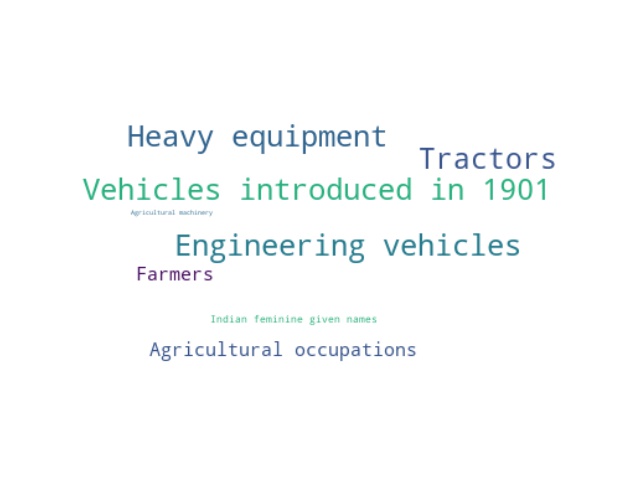 Heavy equipment
Tractors
Vehicles introduced in 1901
Agricultural machinery
Engineering vehicles
Farmers
Indian feminine given names
Agricultural occupations